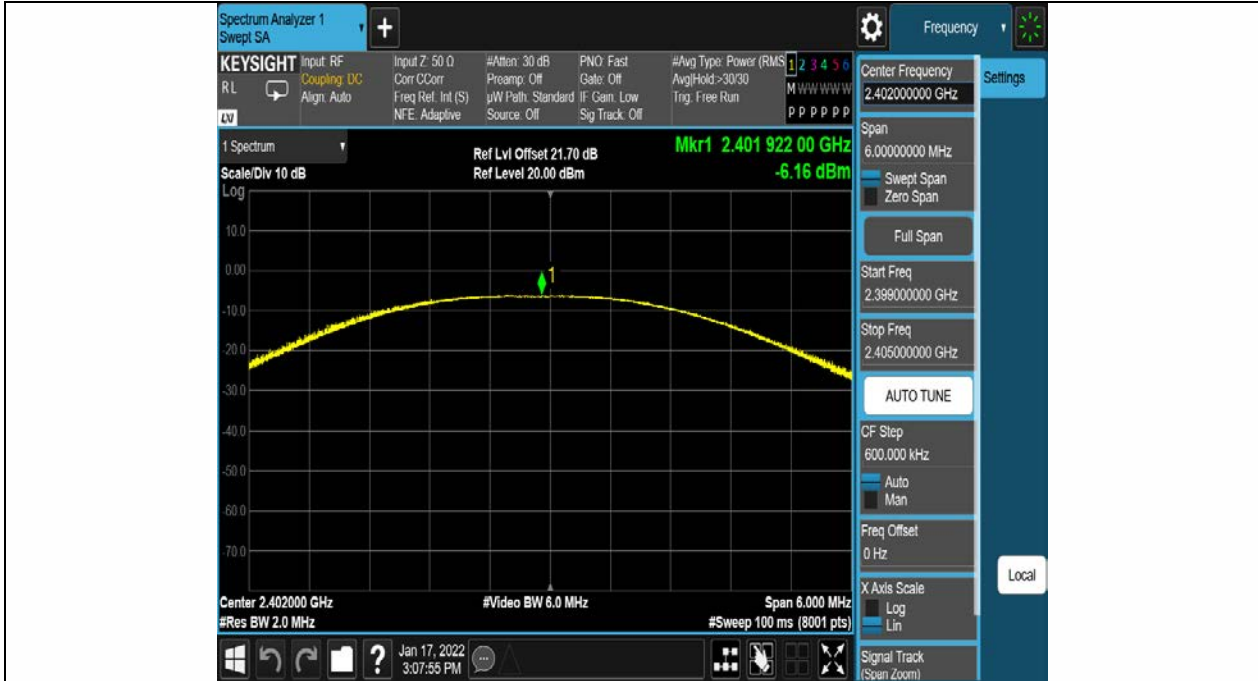 Spectrum Analyzer 1
Swept SA
Frequency
KEYSIGHT
RL
LXI
Input: RF
Coupling: DC
Align: Auto
Input Z: 50 Ω
Corr CCorr
Freq Ref: Int (S)
NFE: Adaptive
#Atten: 30 dB
Preamp: Off
µW Path: Standard
Source: Off
PNO: Fast
Gate: Off
IF Gain: Low
Sig Track: Off
#Avg Type: Power (RMS
Avg|Hold:>30/30
Trig: Free Run
1 2 3 4 5 6
M W W W W W
P P P P P P
1 Spectrum
Scale/Div 10 dB
Ref Lvl Offset 21.70 dB
Ref Level 20.00 dBm
Mkr1 2.401 922 00 GHz
-6.16 dBm
Log
10.0
0.00
-10.0
-20.0
-30.0
-40.0
-50.0
-60.0
-70.0
1
Center 2.402000 GHz
#Res BW 2.0 MHz
#Video BW 6.0 MHz
Span 6.000 MHz
#Sweep 100 ms (8001 pts)
Jan 17, 2022
3:07:55 PM
Center Frequency
2.402000000 GHz
Settings
Span
6.00000000 MHz
Swept Span
Zero Span
Full Span
Start Freq
2.399000000 GHz
Stop Freq
2.405000000 GHz
AUTO TUNE
CF Step
600.000 kHz
Auto
Man
Freq Offset
0 Hz
Local
X Axis Scale
Log
Lin
Signal Track
(Span Zoom)